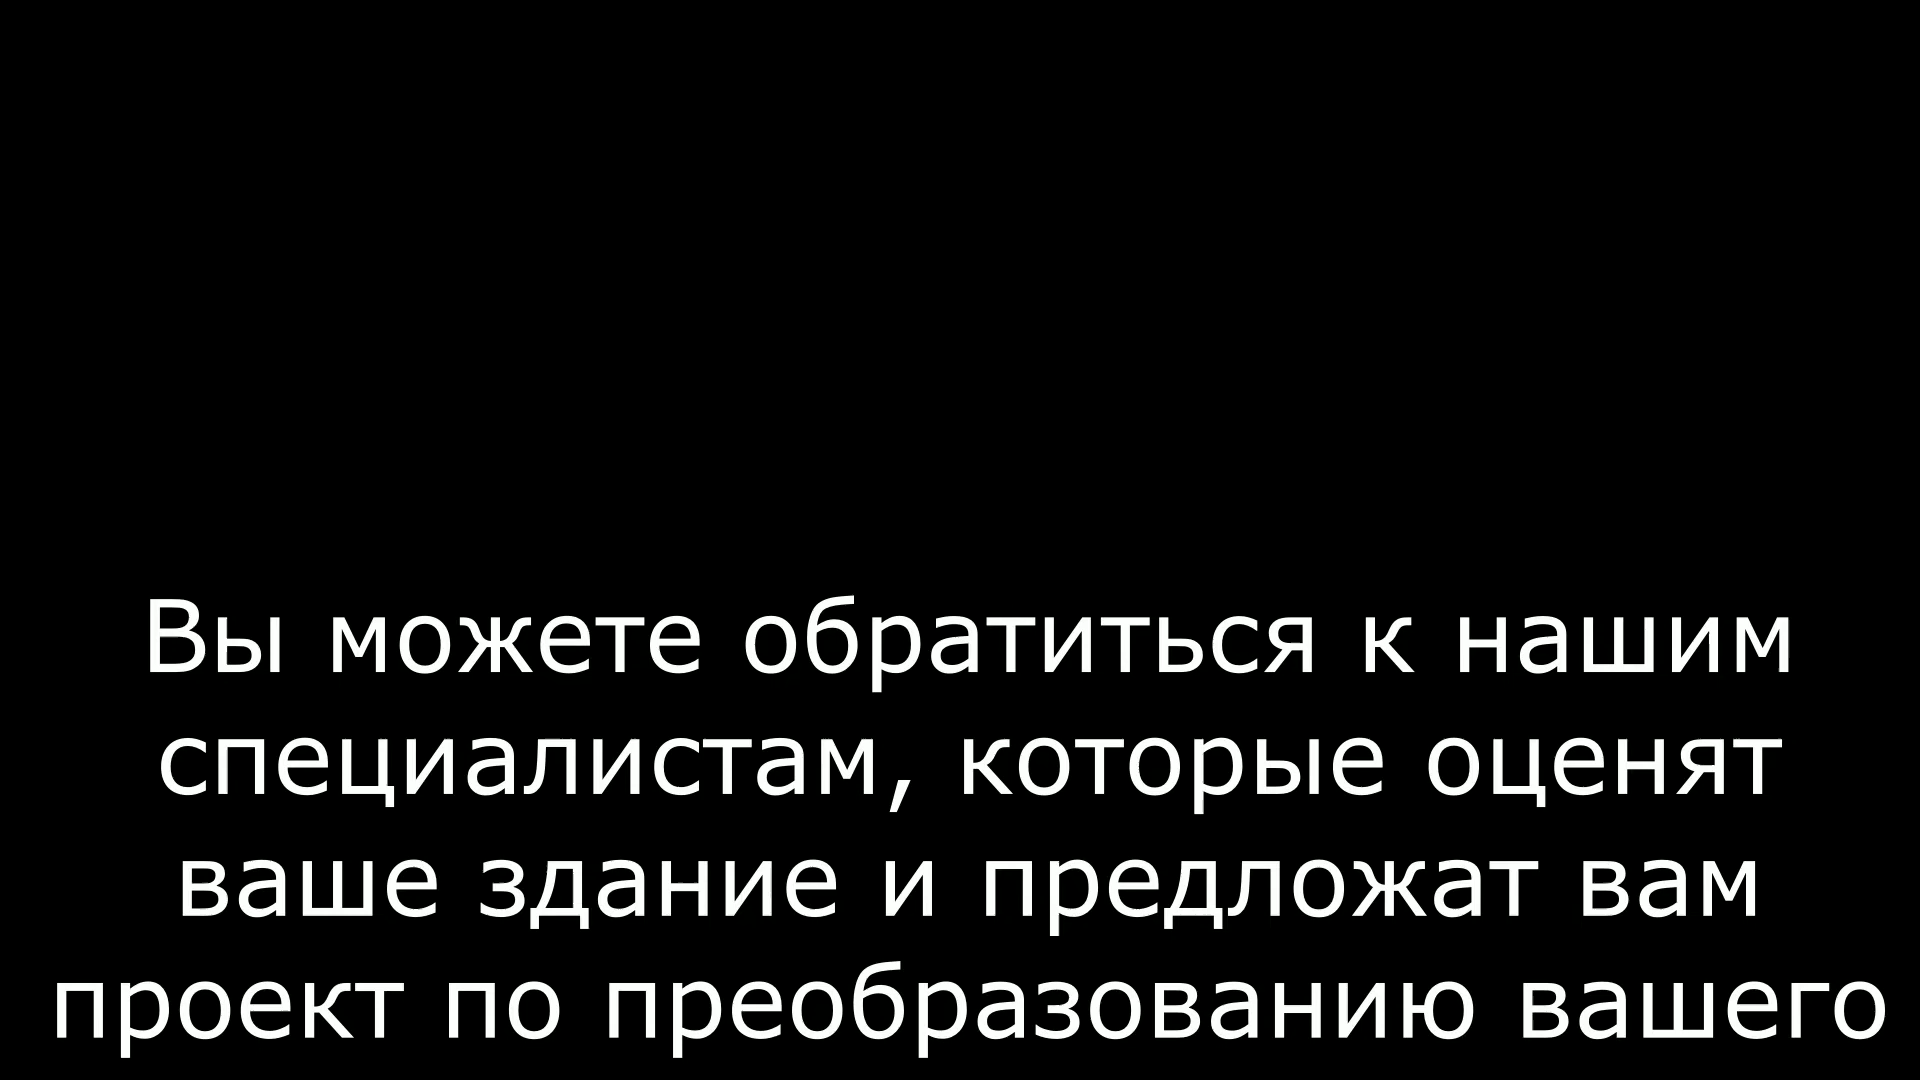 Вы можете обратиться к нашим
специалистам, которые оценят
ваше здание и предложат вам
проект по преобразованию вашего